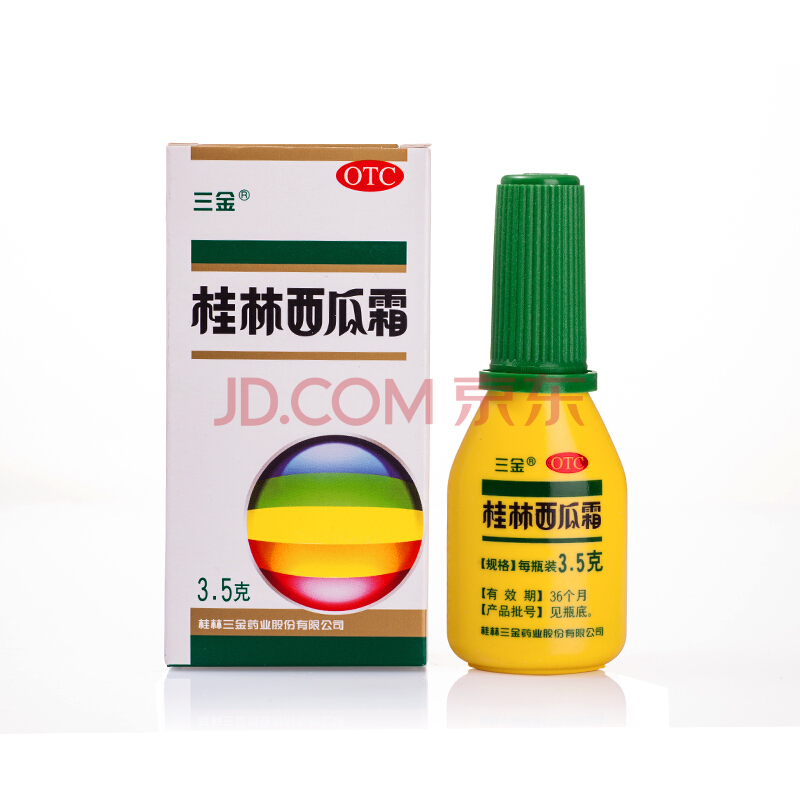 OTC
三金®
桂林西瓜霜
3.5克
桂林三金药业股份有限公司
JD.COM 京东
三金® OTC
桂林西瓜霜
【规格】每瓶装3.5克
【有 效 期】36个月
【产品批号】见瓶底。
桂林三金药业股份有限公司